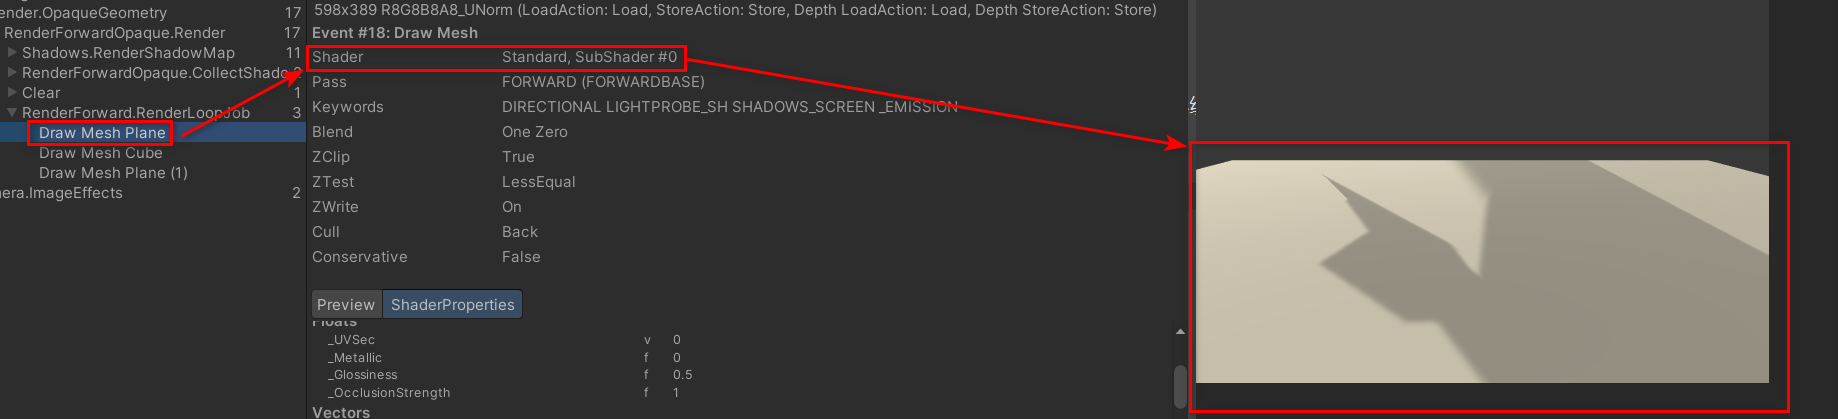 ender.OpaqueGeometry 17
RenderForwardOpaque.Render 17
Shadows.RenderShadowMap 11
RenderForwardOpaque.CollectShado
Clear 1
RenderForward.RenderLoopJob 3
Draw Mesh Plane
Draw Mesh Cube
Draw Mesh Plane (1)
era.ImageEffects 2
598x389 R8G8B8A8_UNorm (LoadAction: Load, StoreAction: Store, Depth LoadAction: Load, Depth StoreAction: Store)
Event #18: Draw Mesh
Shader Standard, SubShader #0
Pass FORWARD (FORWARDBASE)
Keywords DIRECTIONAL LIGHTPROBE_SH SHADOWS_SCREEN _EMISSION
Blend One Zero
ZClip True
ZTest LessEqual
ZWrite On
Cull Back
Conservative False
Preview ShaderProperties
Floats
_UVSec v 0
_Metallic f 0
_Glossiness f 0.5
_OcclusionStrength f 1
Vectors